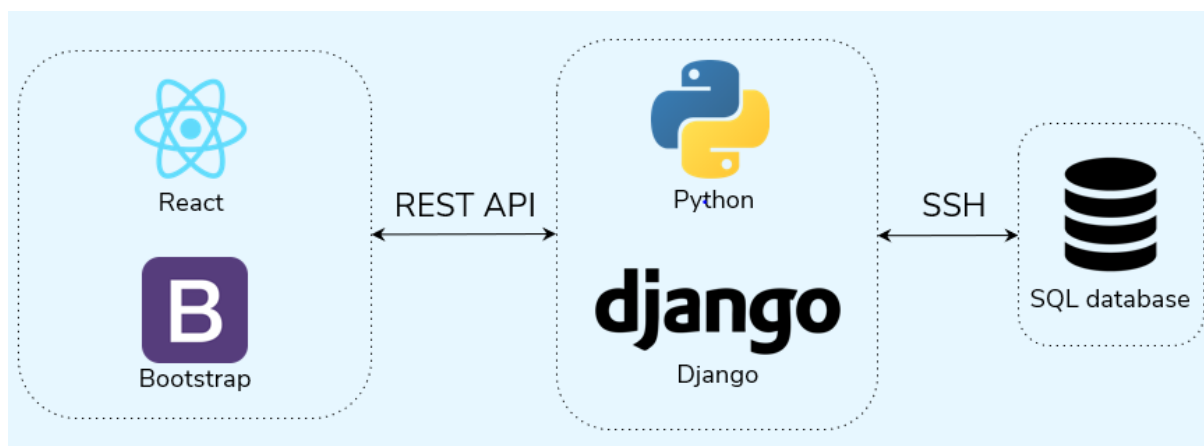 React
B
Bootstrap
REST API
Python
django
Django
SSH
SQL database